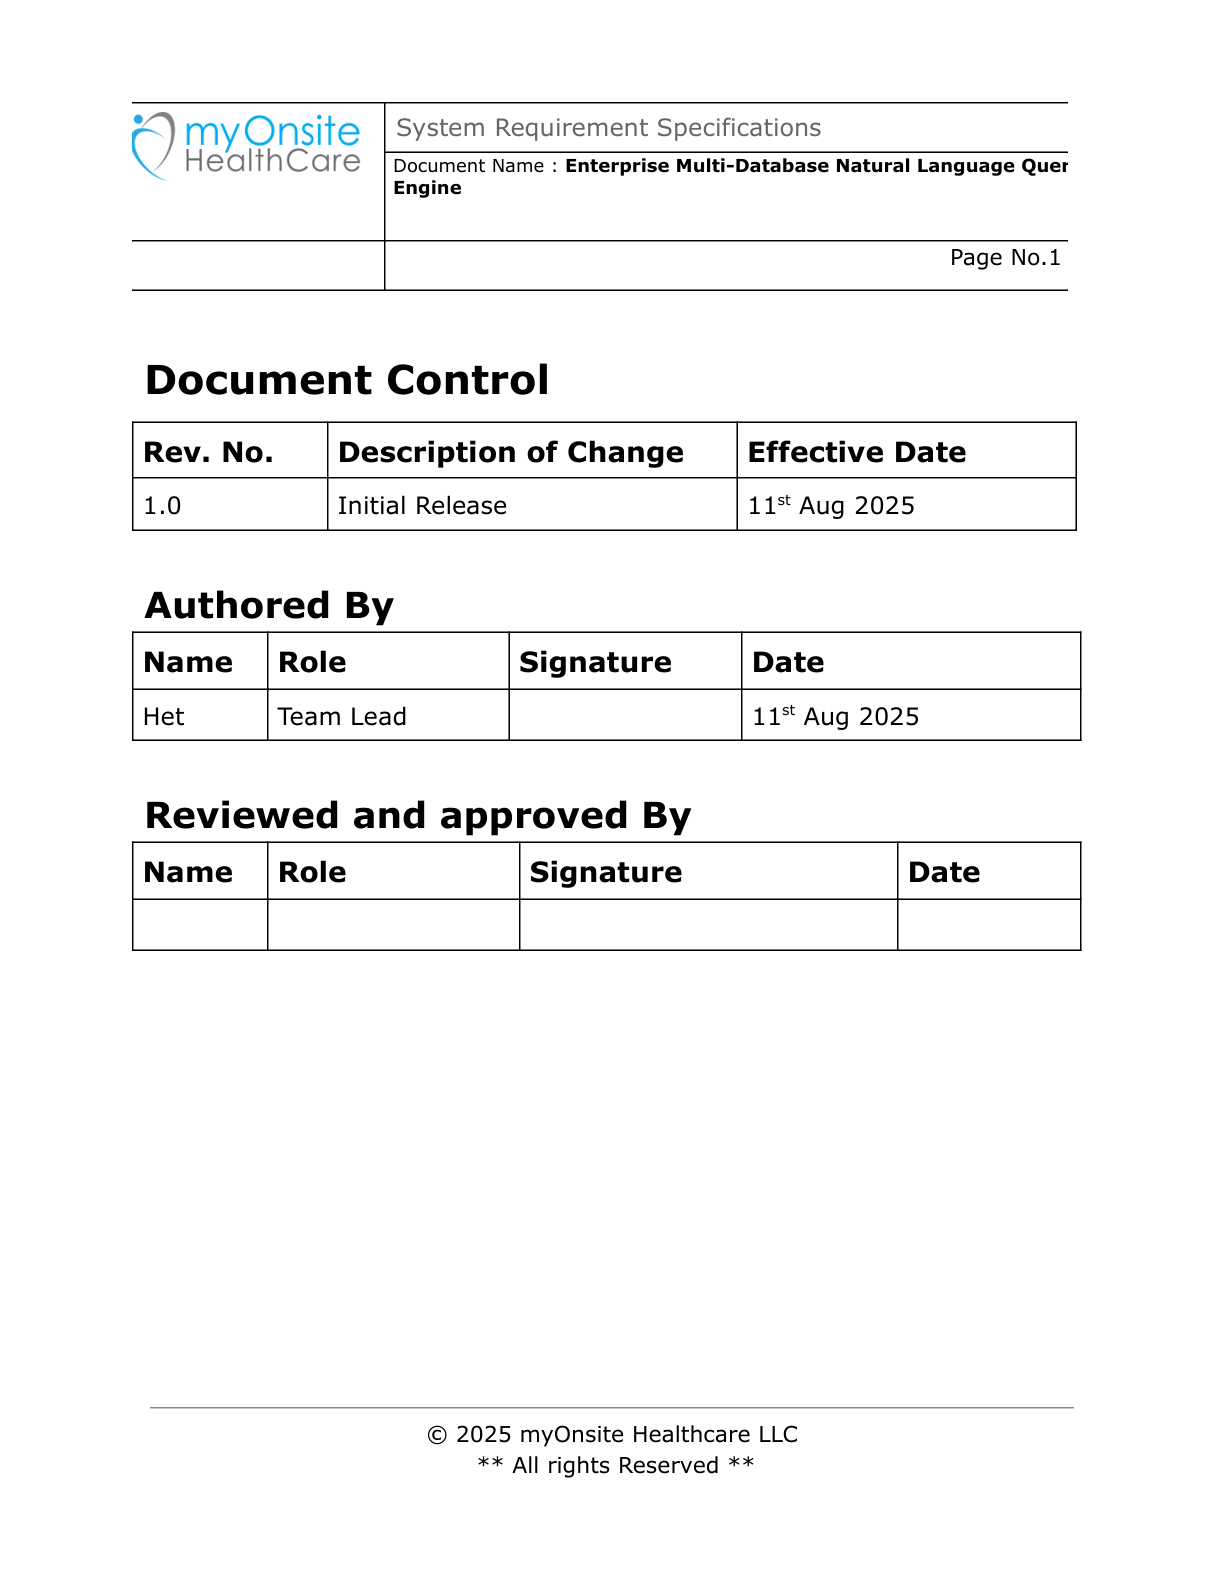 myOnsite
HealthCare
System Requirement Specifications
Document Name : Enterprise Multi-Database Natural Language Quer
Engine
Page No.1
Document Control
Rev. No. Description of Change Effective Date
1.0 Initial Release 11st Aug 2025
Authored By
Name Role Signature Date
Het Team Lead 11st Aug 2025
Reviewed and approved By
Name Role Signature Date
© 2025 myOnsite Healthcare LLC
** All rights Reserved **